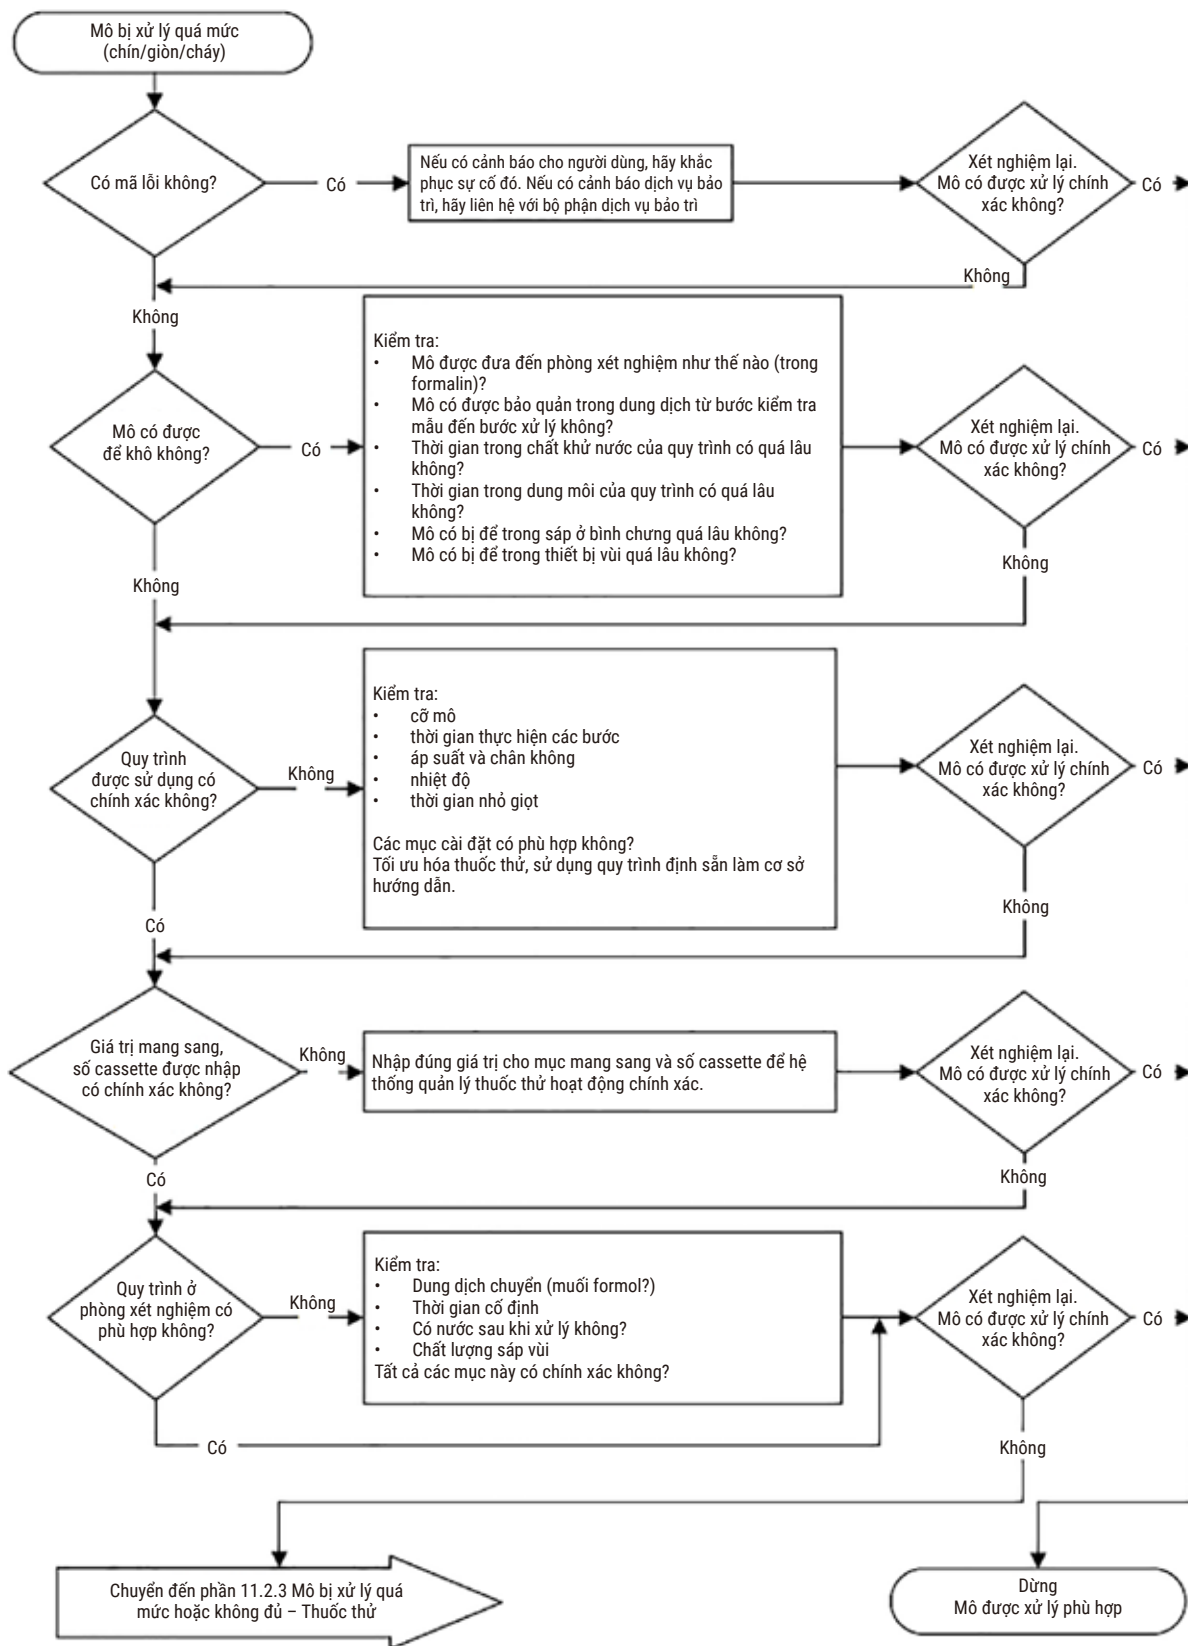 Mô bị xử lý quá mức
(chín/giòn/cháy)
Có mã lỗi không?
Có
Nếu có cảnh báo cho người dùng, hãy khắc
phục sự cố đó. Nếu có cảnh báo dịch vụ bảo
trì, hãy liên hệ với bộ phận dịch vụ bảo trì
Xét nghiệm lại.
Mô có được xử lý chính
xác không?
Có
Không
Không
Mô có được
để khô không?
Có
Kiểm tra:
• Mô được đưa đến phòng xét nghiệm như thế nào (trong
formalin)?
• Mô có được bảo quản trong dung dịch từ bước kiểm tra
mẫu đến bước xử lý không?
• Thời gian trong chất khử nước của quy trình có quá lâu
không?
• Thời gian trong dung môi của quy trình có quá lâu
không?
• Mô có bị để trong sáp ở bình chưng quá lâu không?
• Mô có bị để trong thiết bị vùi quá lâu không?
Xét nghiệm lại.
Mô có được xử lý chính
xác không?
Có
Không
Không
Quy trình
được sử dụng có
chính xác không?
Không
Kiểm tra:
• cỡ mô
• thời gian thực hiện các bước
• áp suất và chân không
• nhiệt độ
• thời gian nhỏ giọt
Các mục cài đặt có phù hợp không?
Tối ưu hóa thuốc thử, sử dụng quy trình định sẵn làm cơ sở
hướng dẫn.
Xét nghiệm lại.
Mô có được xử lý chính
xác không?
Có
Không
Có
Giá trị mang sang,
số cassette được nhập
có chính xác không?
Không
Nhập đúng giá trị cho mục mang sang và số cassette để hệ
thống quản lý thuốc thử hoạt động chính xác.
Xét nghiệm lại.
Mô có được xử lý chính
xác không?
Có
Không
Có
Quy trình ở
phòng xét nghiệm có
phù hợp không?
Không
Kiểm tra:
• Dung dịch chuyển (muối formol?)
• Thời gian cố định
• Có nước sau khi xử lý không?
• Chất lượng sáp vùi
Tất cả các mục này có chính xác không?
Xét nghiệm lại.
Mô có được xử lý chính
xác không?
Có
Có
Không
Chuyển đến phần 11.2.3 Mô bị xử lý quá
mức hoặc không đủ – Thuốc thử
Dừng
Mô được xử lý phù hợp